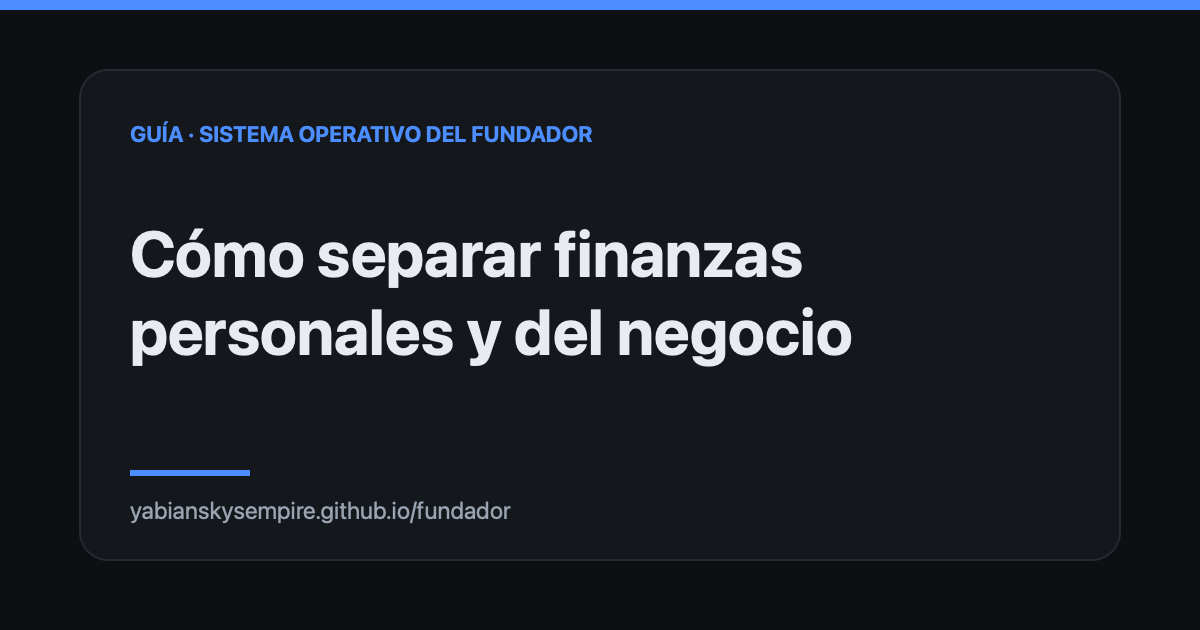 GUÍA · SISTEMA OPERATIVO DEL FUNDADOR
Cómo separar finanzas
personales y del negocio
yabianskysempire.github.io/fundador